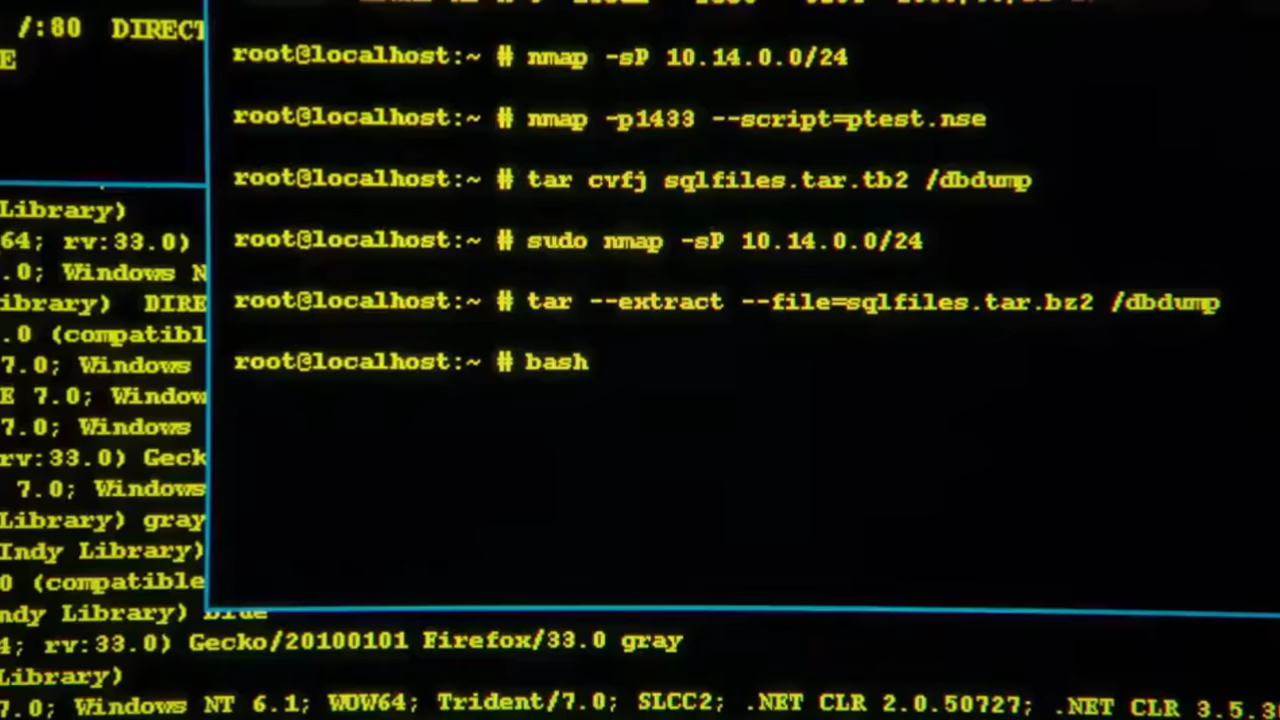 /:80 DIRECT
E
root@localhost:~ # nmap -sP 10.14.0.0/24
root@localhost:~ # nmap -p1433 --script=ptest.nse
root@localhost:~ # tar cvfj sqlfiles.tar.tb2 /dbdump
root@localhost:~ # sudo nmap -sP 10.14.0.0/24
root@localhost:~ # tar --extract --file=sqlfiles.tar.bz2 /dbdump
root@localhost:~ # bash
Library)
64; rv:33.0)
.0; Windows N
ibrary) DIRE
.0 (compatibl
7.0; Windows
E 7.0; Window
7.0; Windows
rv:33.0) Geck
7.0; Windows
Library) gray
Indy Library)
0 (compatible
ndy Library) blue
4; rv:33.0) Gecko/20100101 Firefox/33.0 gray
Library)
7.0; Windows NT 6.1; WOW64; Trident/7.0; SLCC2; .NET CLR 2.0.50727; .NET CLR 3.5.3